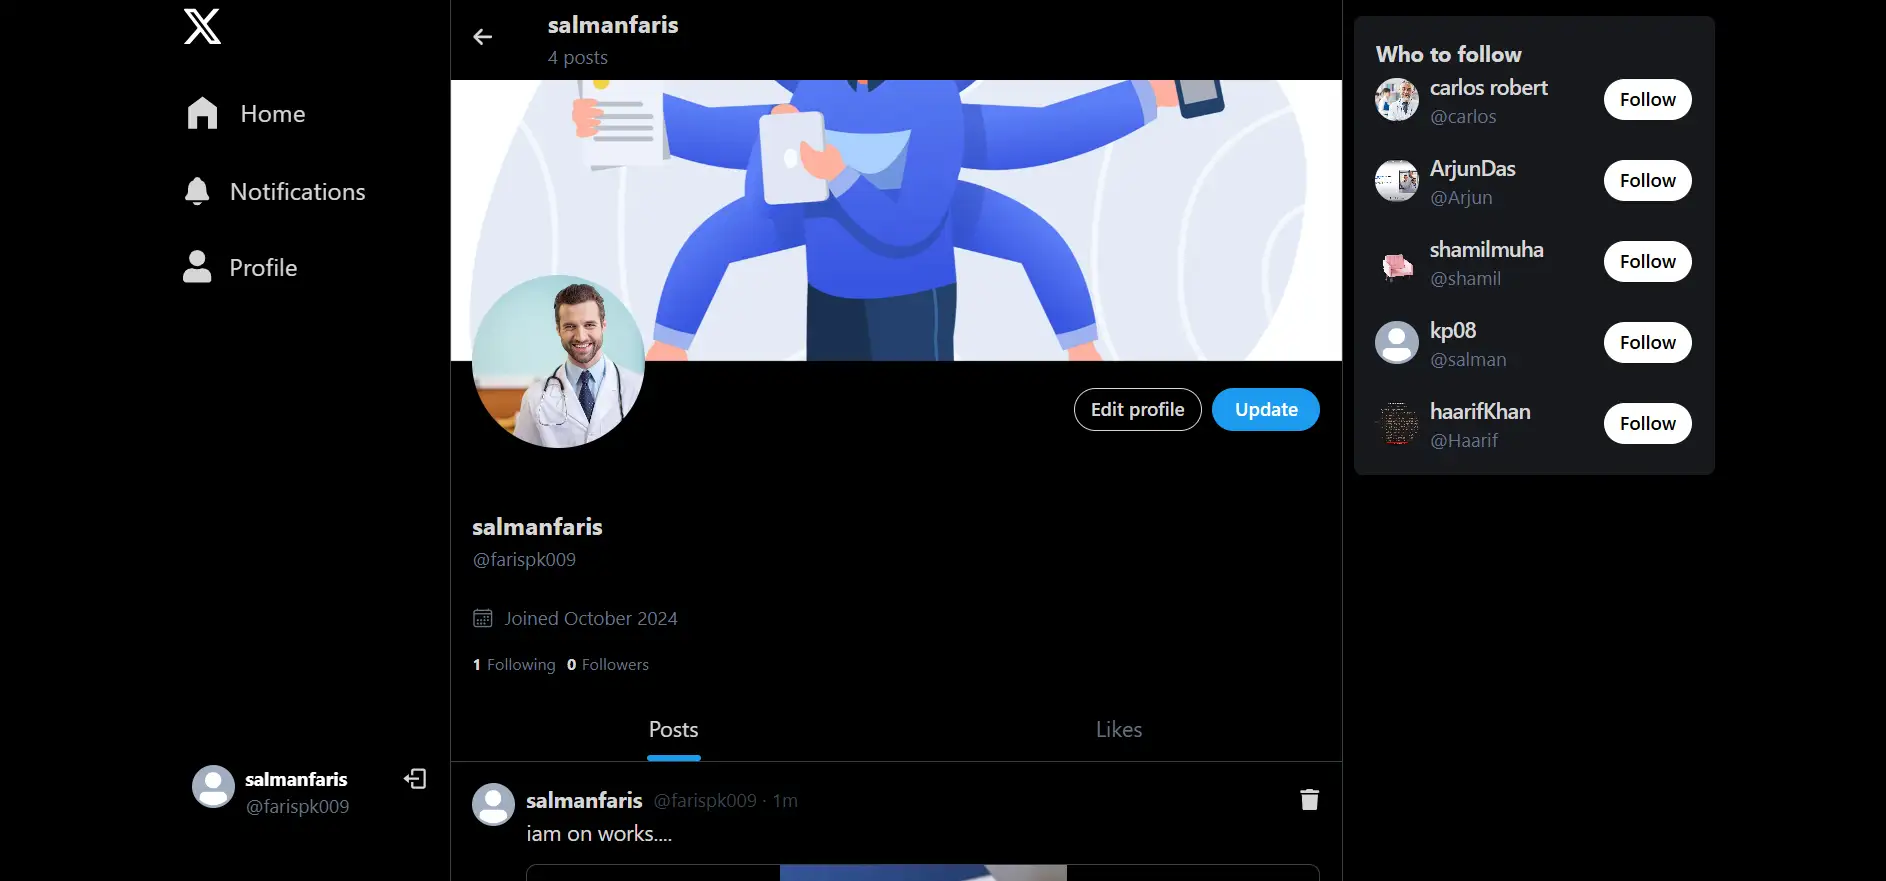 Home
Notifications
Profile
salmanfaris
@farispk009
salmanfaris
4 posts
Edit profile
Update
salmanfaris
@farispk009
Joined October 2024
1 Following 0 Followers
Posts
Likes
salmanfaris @farispk009 · 1m
iam on works....
Who to follow
carlos robert
@carlos
Follow
ArjunDas
@Arjun
Follow
shamilmuha
@shamil
Follow
kp08
@salman
Follow
haarifKhan
@Haarif
Follow